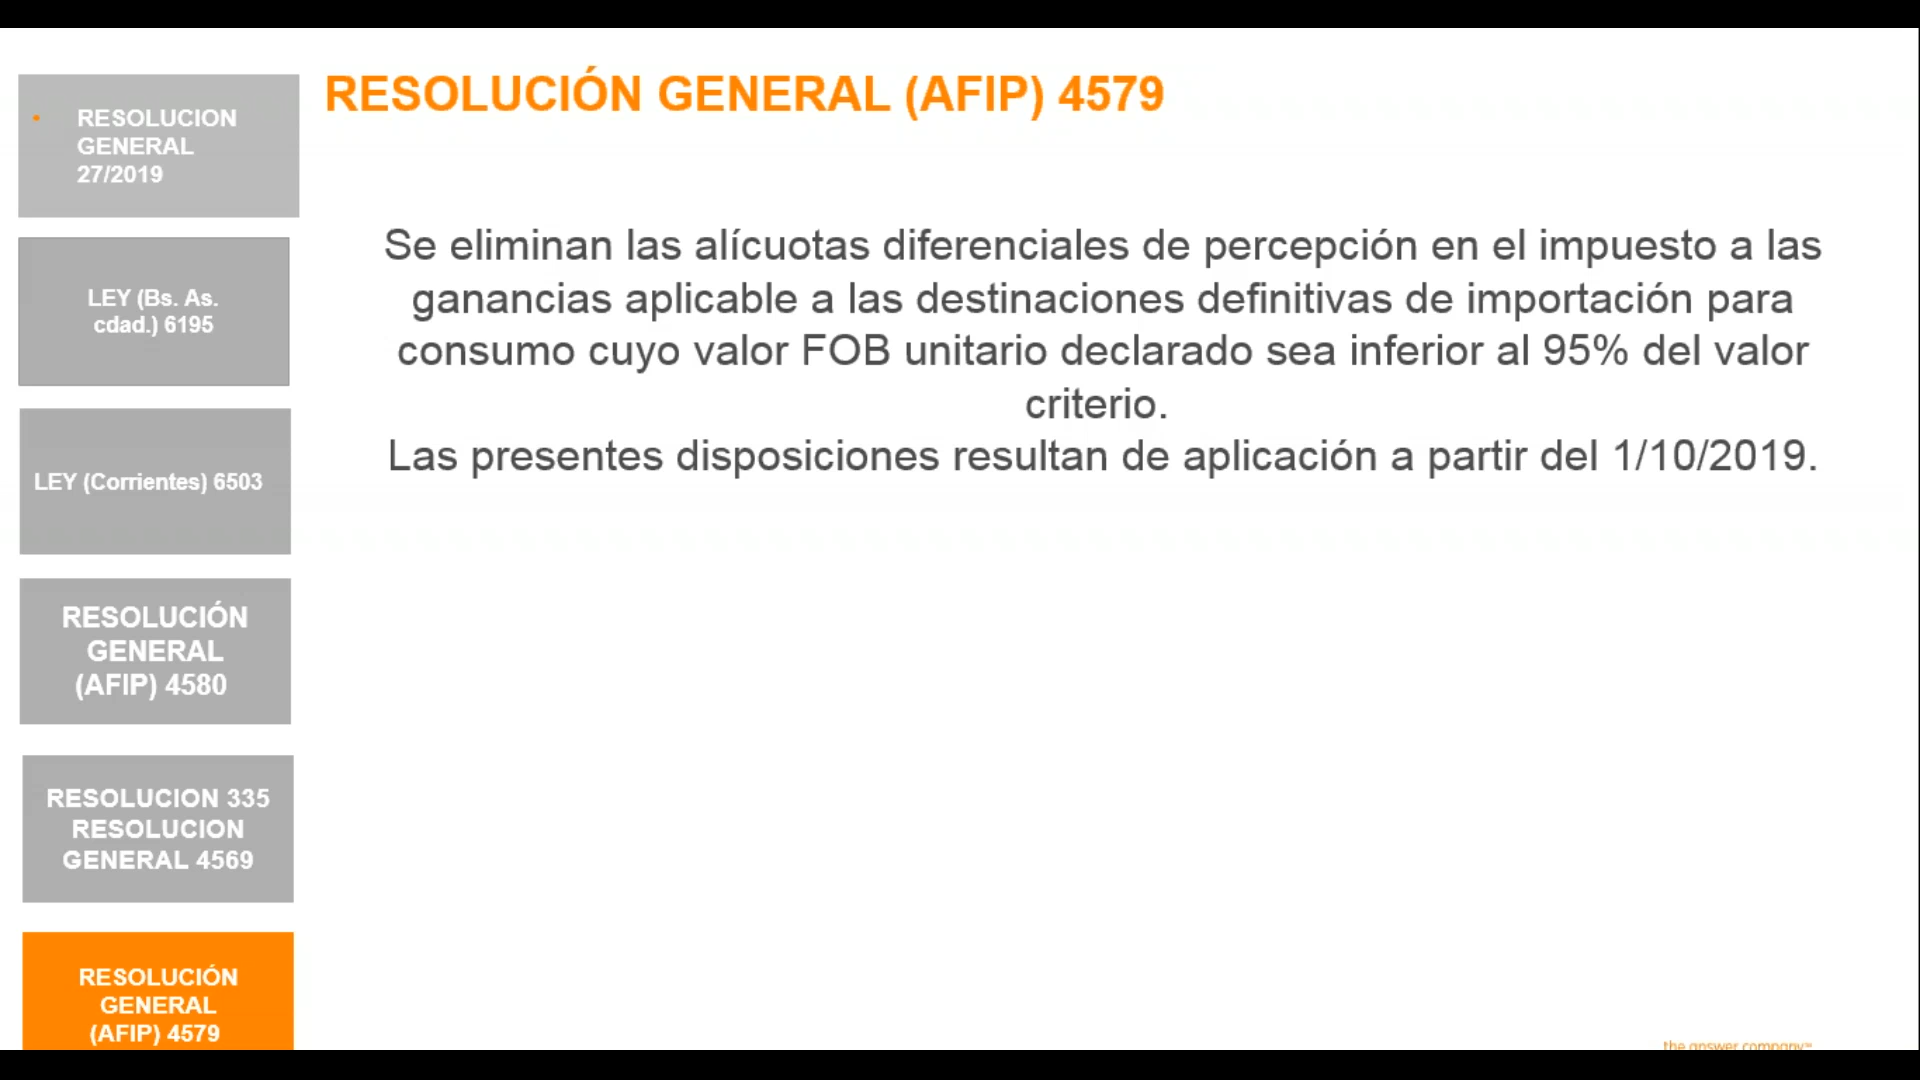 • RESOLUCION
GENERAL
27/2019
LEY (Bs. As.
cdad.) 6195
LEY (Corrientes) 6503
RESOLUCIÓN
GENERAL
(AFIP) 4580
RESOLUCION 335
RESOLUCION
GENERAL 4569
RESOLUCIÓN
GENERAL
(AFIP) 4579
RESOLUCIÓN GENERAL (AFIP) 4579
Se eliminan las alícuotas diferenciales de percepción en el impuesto a las
ganancias aplicable a las destinaciones definitivas de importación para
consumo cuyo valor FOB unitario declarado sea inferior al 95% del valor
criterio.
Las presentes disposiciones resultan de aplicación a partir del 1/10/2019.
the answer company℠